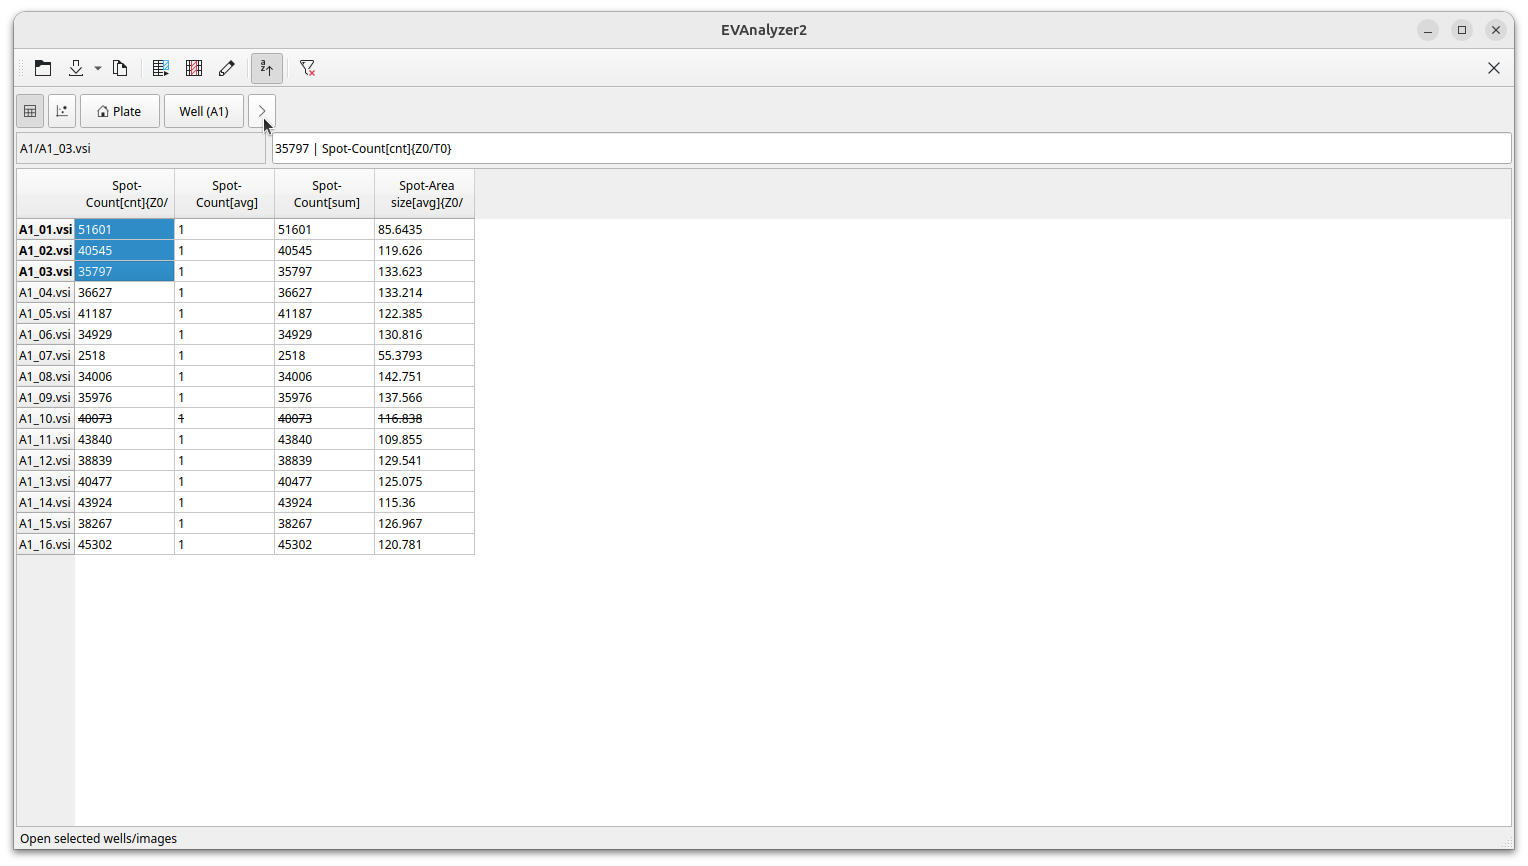 EVAnalyzer2
Plate
Well (A1)
A1/A1_03.vsi
35797 | Spot-Count[cnt]{Z0/T0}
Spot-Count[cnt]{Z0/ Spot-Count[avg] Spot-Count[sum] Spot-Area size[avg]{Z0/
A1_01.vsi 51601 1 51601 85.6435
A1_02.vsi 40545 1 40545 119.626
A1_03.vsi 35797 1 35797 133.623
A1_04.vsi 36627 1 36627 133.214
A1_05.vsi 41187 1 41187 122.385
A1_06.vsi 34929 1 34929 130.816
A1_07.vsi 2518 1 2518 55.3793
A1_08.vsi 34006 1 34006 142.751
A1_09.vsi 35976 1 35976 137.566
A1_10.vsi 40073 1 40073 116.838
A1_11.vsi 43840 1 43840 109.855
A1_12.vsi 38839 1 38839 129.541
A1_13.vsi 40477 1 40477 125.075
A1_14.vsi 43924 1 43924 115.36
A1_15.vsi 38267 1 38267 126.967
A1_16.vsi 45302 1 45302 120.781
Open selected wells/images